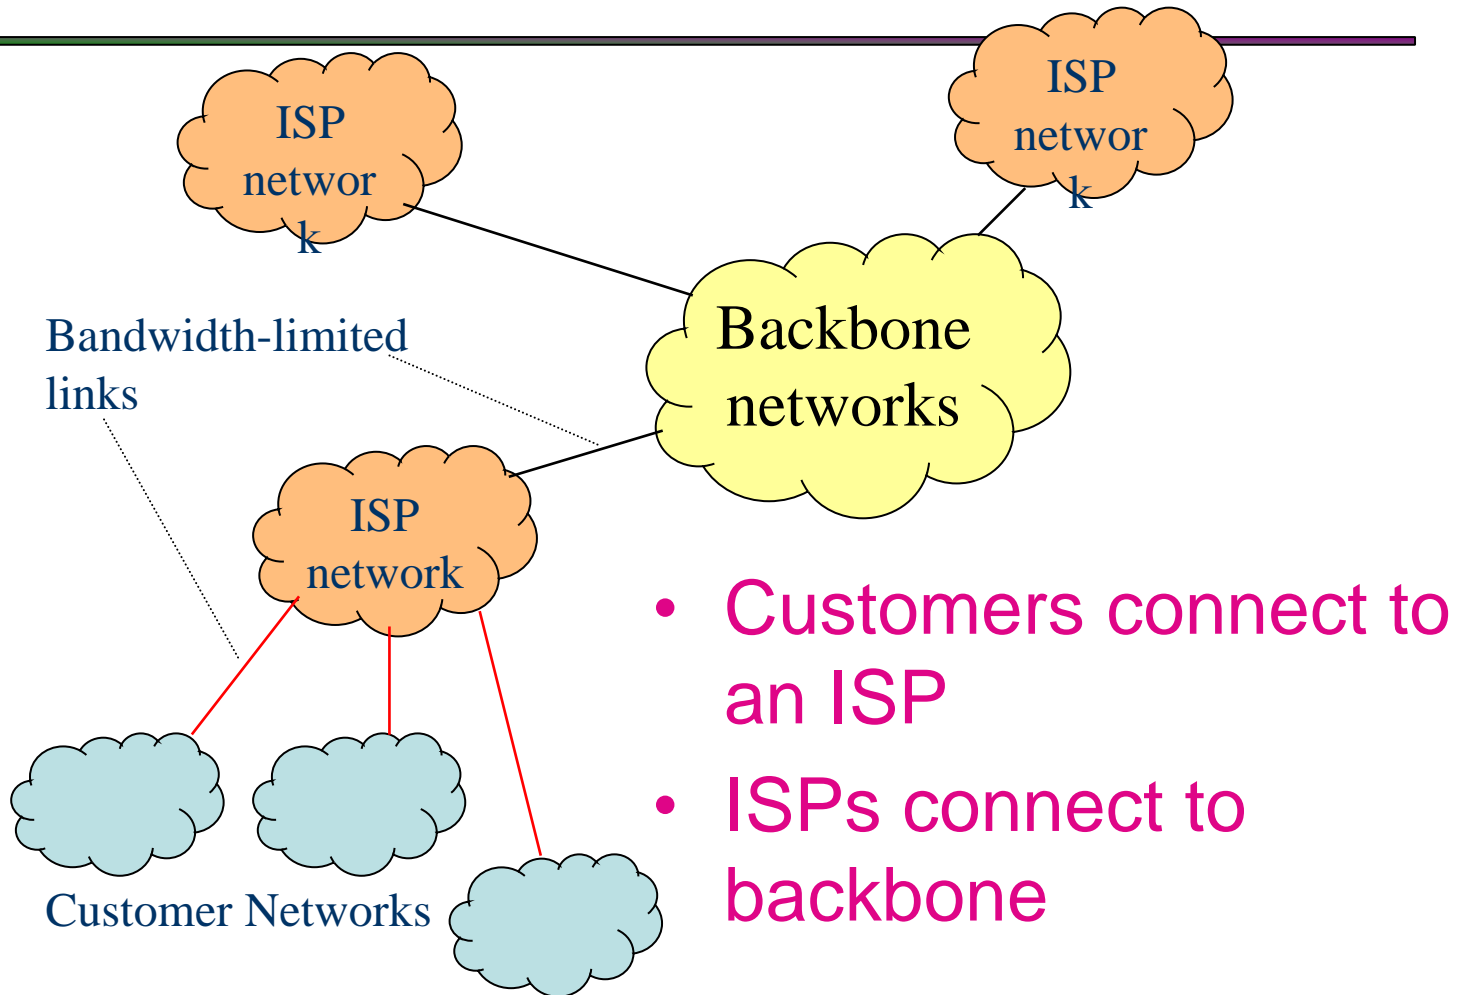 ISP
networ
k
ISP
networ
k
Backbone
networks
Bandwidth-limited
links
ISP
network
• Customers connect to
an ISP
• ISPs connect to
backbone
Customer Networks